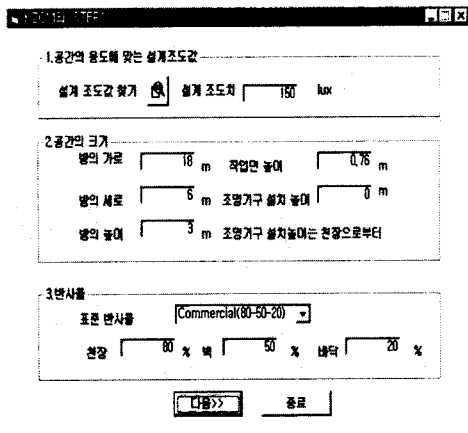 1.공간의 용도에 맞는 설계조도값
설계 조도값 찾기 설계 조도치 150 lux
2.공간의 크기
방의 가로 18 m 작업면 높이 0.76 m
방의 세로 6 m 조명기구 설치 높이 0 m
방의 높이 3 m 조명기구 설치높이는 천장으로부터
3.반사율
표준 반사율 Commercial(80-50-20)
천장 80 % 벽 50 % 바닥 20 %
다음>> 종료